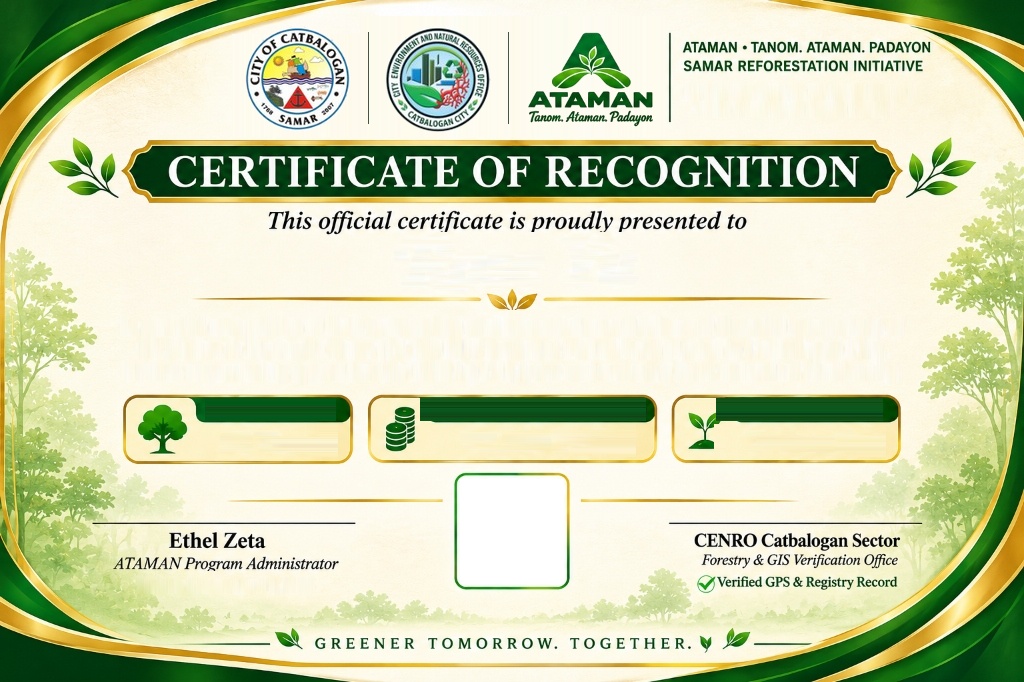 CITY OF CATBALOGAN
1768 SAMAR 2007
CITY ENVIRONMENT AND NATURAL RESOURCES OFFICE
CATBALOGAN CITY
ATAMAN
Tanom. Ataman. Padayon
ATAMAN • TANOM. ATAMAN. PADAYON
SAMAR REFORESTATION INITIATIVE
CERTIFICATE OF RECOGNITION
This official certificate is proudly presented to
Ethel Zeta
ATAMAN Program Administrator
CENRO Catbalogan Sector
Forestry & GIS Verification Office
Verified GPS & Registry Record
GREENER TOMORROW. TOGETHER.